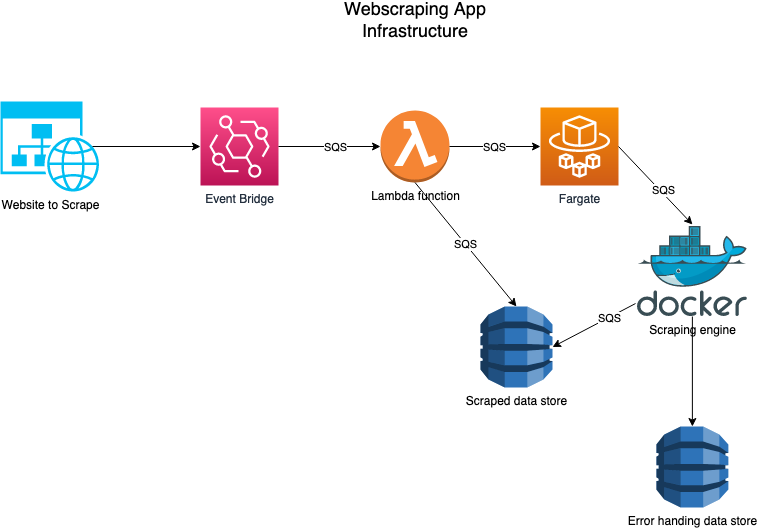 Webscraping App
Infrastructure
SQS
SQS
SQS
Website to Scrape
Event Bridge
Lambda function
Fargate
SQS
docker
SQS
Scraping engine
Scraped data store
Error handing data store